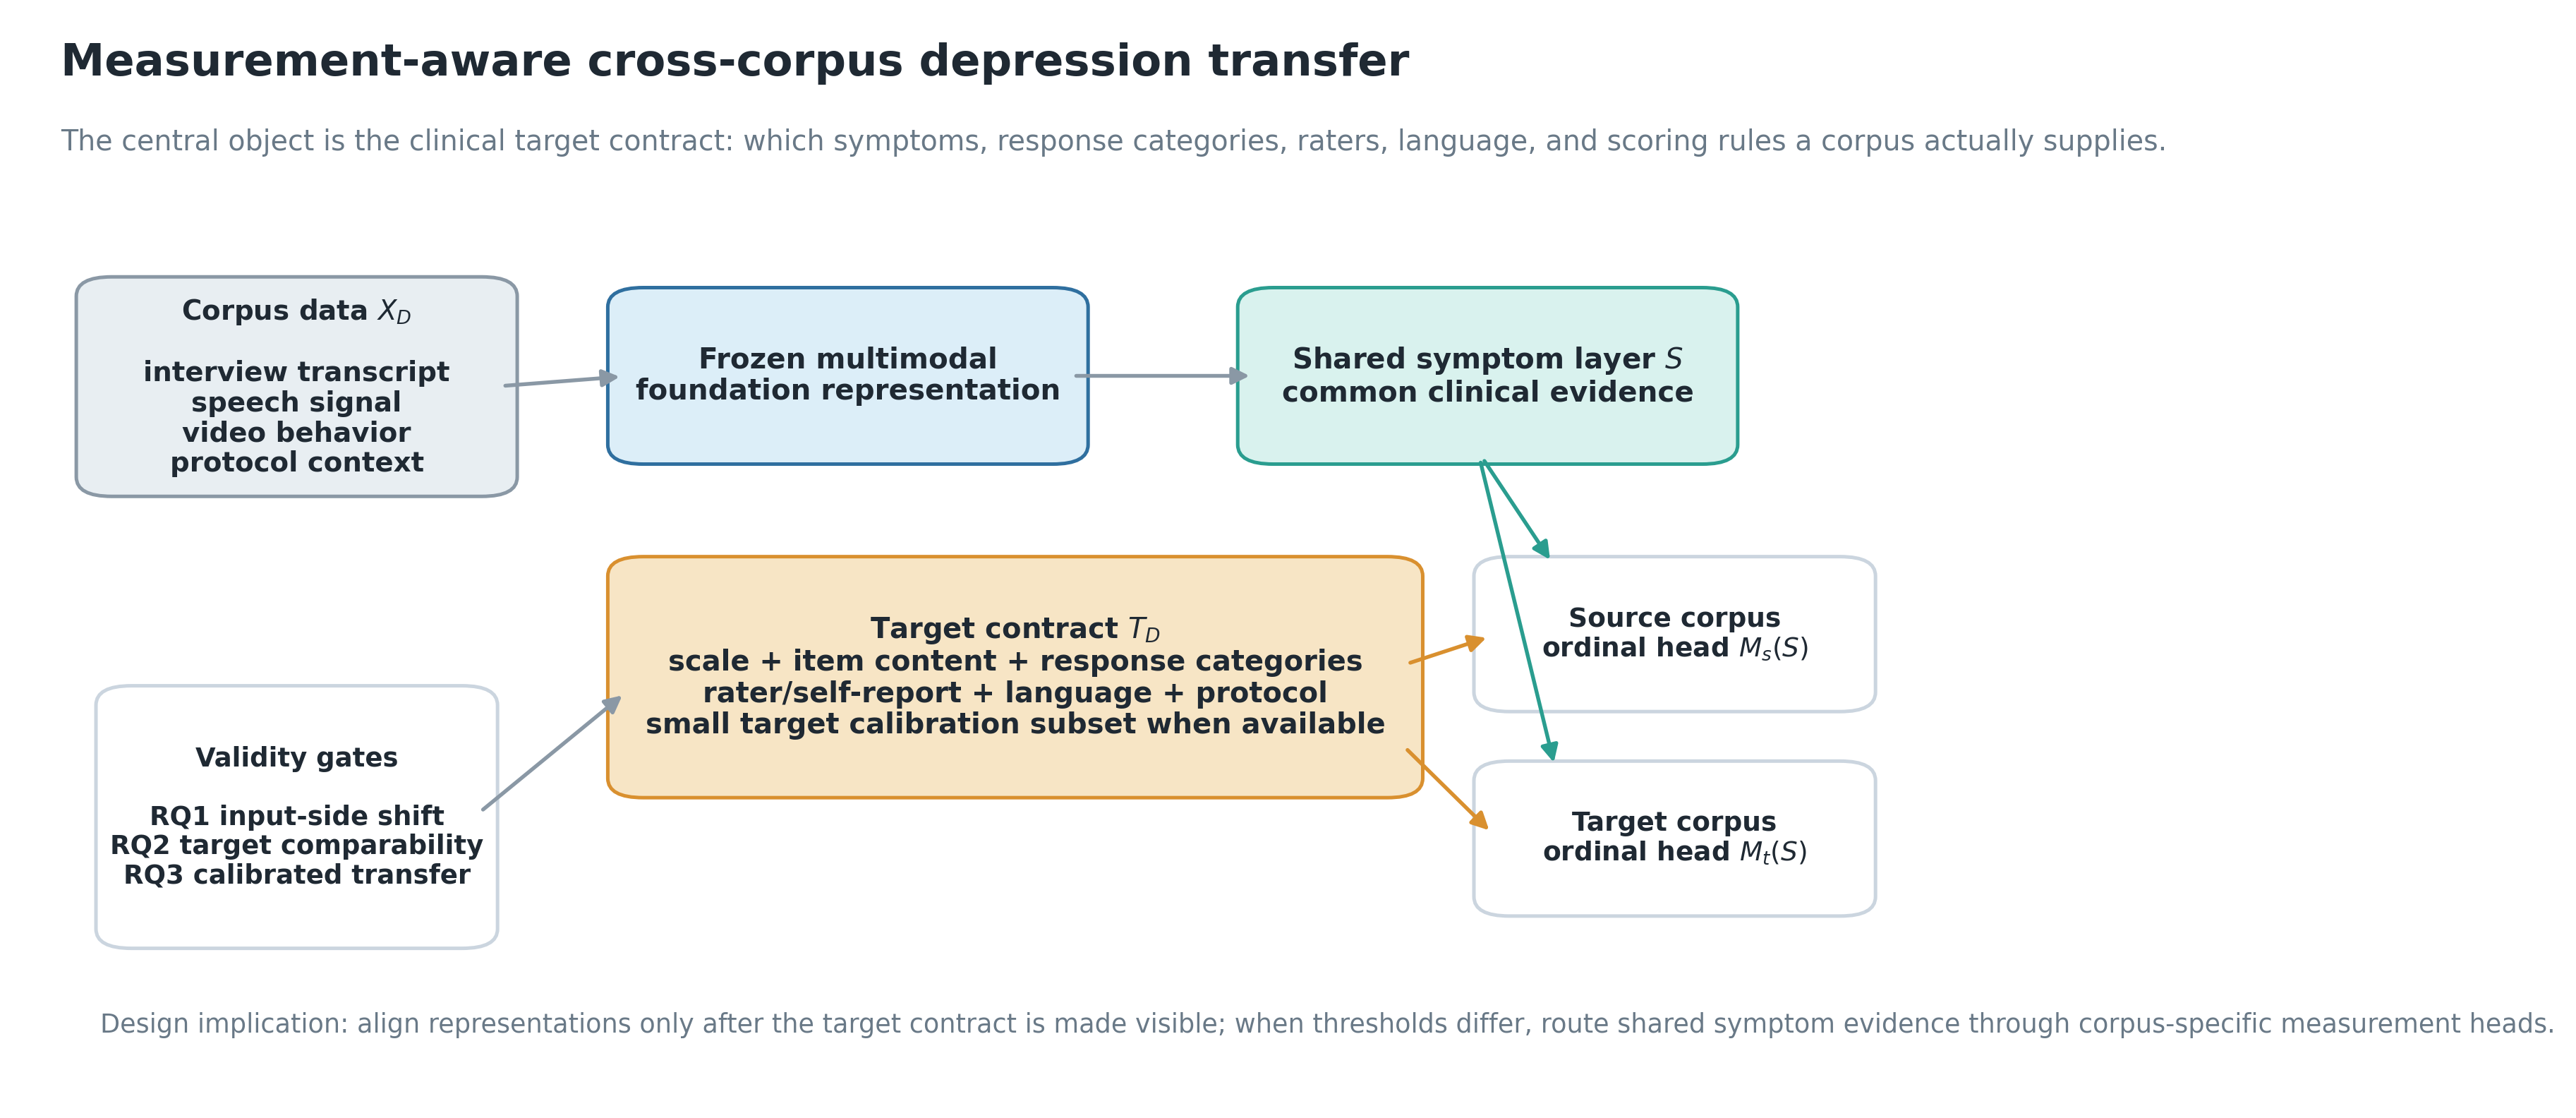 Measurement-aware cross-corpus depression transfer
The central object is the clinical target contract: which symptoms, response categories, raters, language, and scoring rules a corpus actually supplies.
Corpus data X_D
interview transcript
speech signal
video behavior
protocol context
Frozen multimodal
foundation representation
Shared symptom layer S
common clinical evidence
Target contract T_D
scale + item content + response categories
rater/self-report + language + protocol
small target calibration subset when available
Source corpus
ordinal head M_s(S)
Validity gates
RQ1 input-side shift
RQ2 target comparability
RQ3 calibrated transfer
Target corpus
ordinal head M_t(S)
Design implication: align representations only after the target contract is made visible; when thresholds differ, route shared symptom evidence through corpus-specific measurement heads.